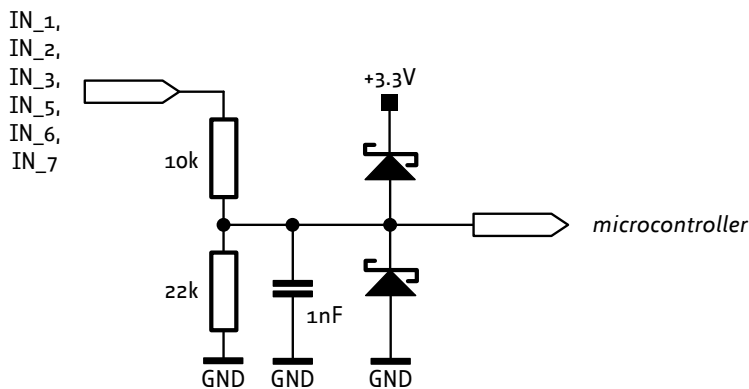 IN_1,
IN_2,
IN_3,
IN_5,
IN_6,
IN_7
+3.3V
10k
microcontroller
22k
1nF
GND
GND
GND